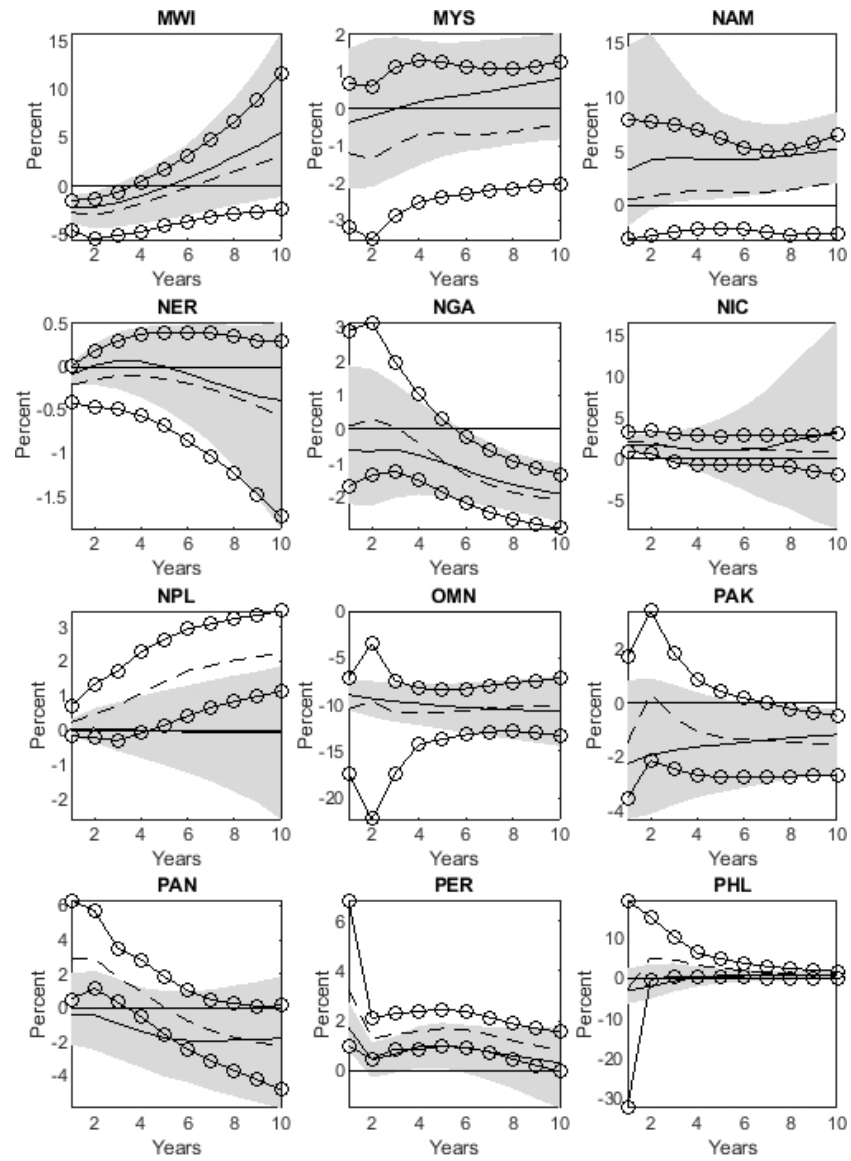 MWI MYS NAM
15 10 5 0 -5
Percent
2 4 6 8 10
Years
2 1 0 -1 -2 -3
Percent
2 4 6 8 10
Years
15 10 5 0
Percent
2 4 6 8 10
Years
NER NGA NIC
0.5 0 -0.5 -1 -1.5
Percent
2 4 6 8 10
Years
3 2 1 0 -1 -2
Percent
2 4 6 8 10
Years
15 10 5 0 -5
Percent
2 4 6 8 10
Years
NPL OMN PAK
3 2 1 0 -1 -2
Percent
2 4 6 8 10
Years
0 -5 -10 -15 -20
Percent
2 4 6 8 10
Years
2 0 -2 -4
Percent
2 4 6 8 10
Years
PAN PER PHL
6 4 2 0 -2 -4
Percent
2 4 6 8 10
Years
6 4 2 0
Percent
2 4 6 8 10
Years
10 0 -10 -20 -30
Percent
2 4 6 8 10
Years